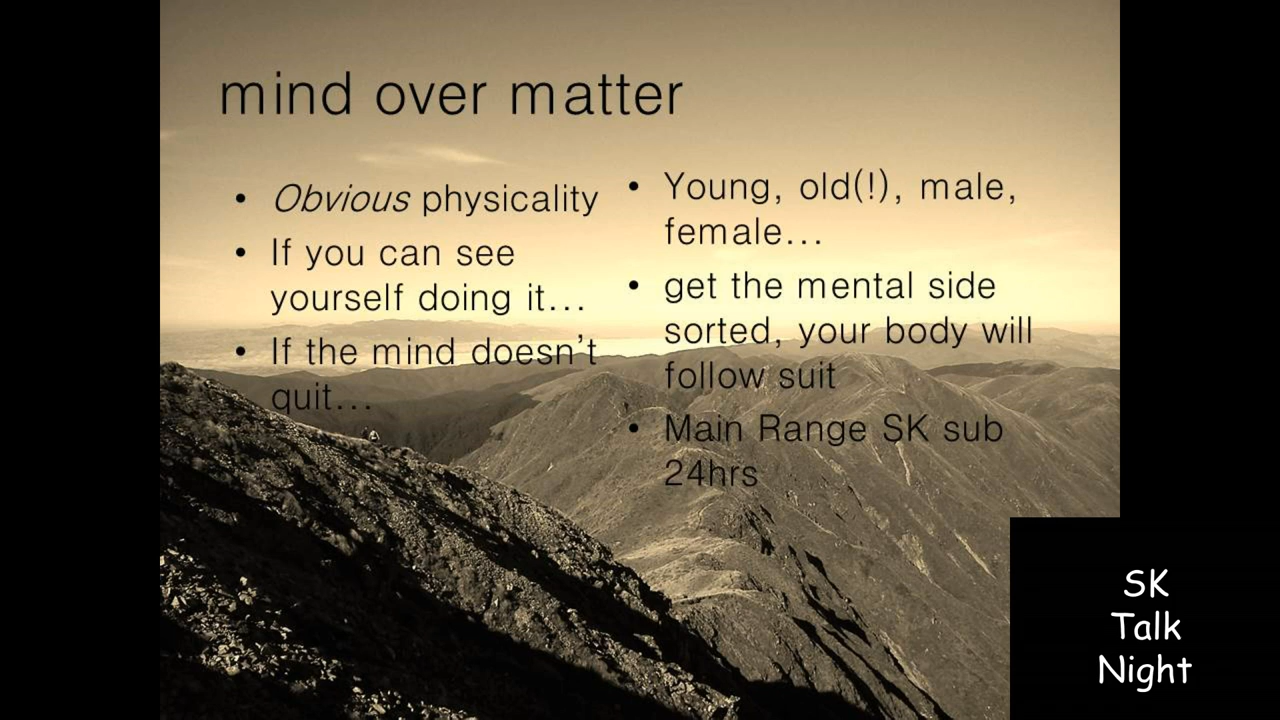 mind over matter
• Obvious physicality
• If you can see
yourself doing it...
• If the mind doesn't
quit...
• Young, old(!), male,
female...
• get the mental side
sorted, your body will
follow suit
• Main Range SK sub
24hrs
SK
Talk
Night